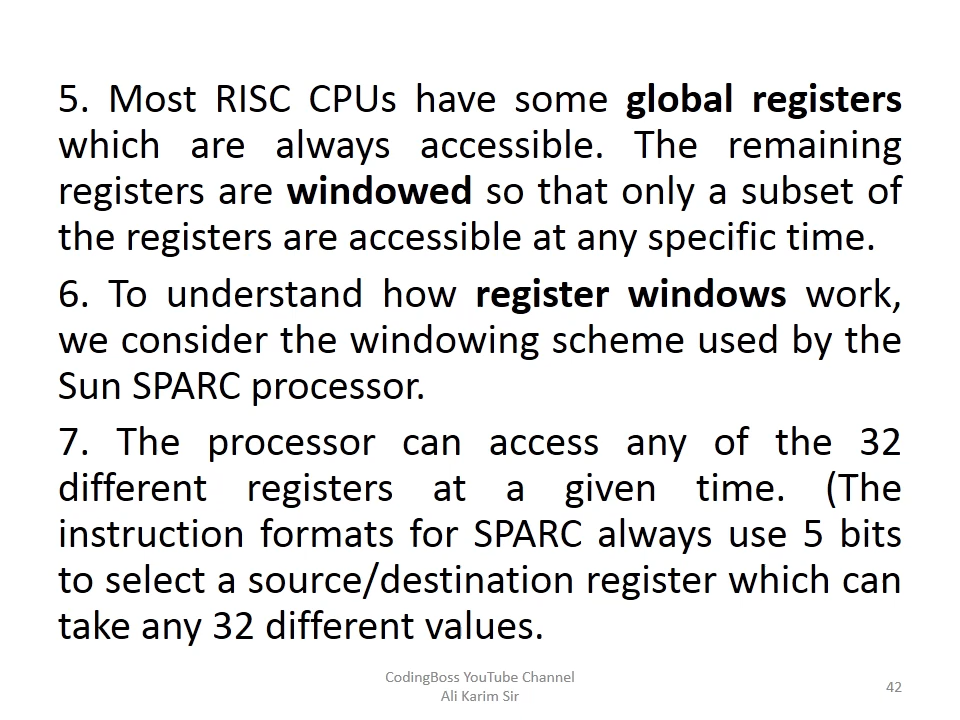 5. Most RISC CPUs have some global registers
which are always accessible. The remaining
registers are windowed so that only a subset of
the registers are accessible at any specific time.
6. To understand how register windows work,
we consider the windowing scheme used by the
Sun SPARC processor.
7. The processor can access any of the 32
different registers at a given time. (The
instruction formats for SPARC always use 5 bits
to select a source/destination register which can
take any 32 different values.
CodingBoss YouTube Channel
Ali Karim Sir
42